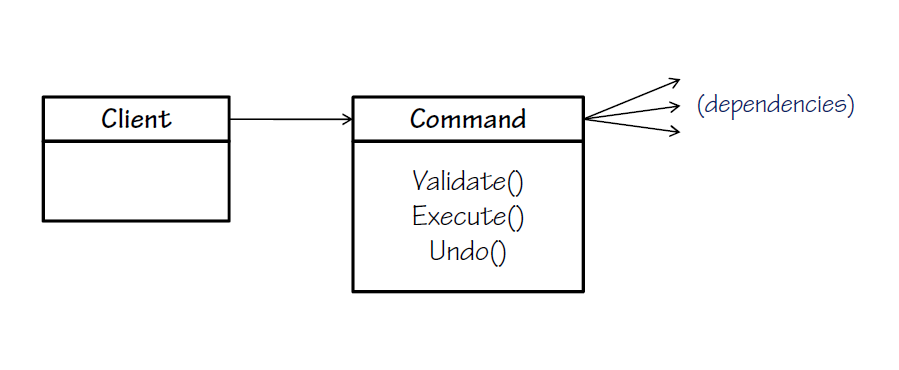 Client
Command
(dependencies)
Validate()
Execute()
Undo()